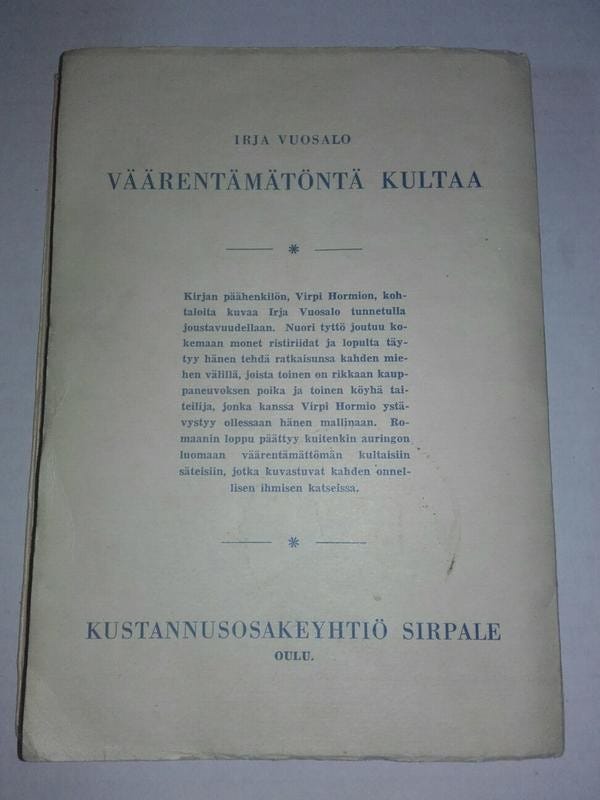 IRJA VUOSALO
VÄÄRENTÄMÄTÖNTÄ KULTAA
Kirjan päähenkilön, Virpi Hormion, koh-
taloita kuvaa Irja Vuosalo tunnetulla
joustavuudellaan. Nuori tyttö joutuu ko-
kemaan monet ristiriidat ja lopulta täy-
tyy hänen tehdä ratkaisunsa kahden mie-
hen välillä, joista toinen on rikkaan kaup-
paneuvoksen poika ja toinen köyhä tai-
teilija, jonka kanssa Virpi Hormio ystä-
vystyy ollessaan hänen mallinaan. Ro-
maanin loppu päättyy kuitenkin auringon
luomaan väärentämättömän kultaisiin
säteisiin, jotka kuvastuvat kahden onnel-
lisen ihmisen katseissa.
KUSTANNUSOSAKEYHTIÖ SIRPALE
OULU.